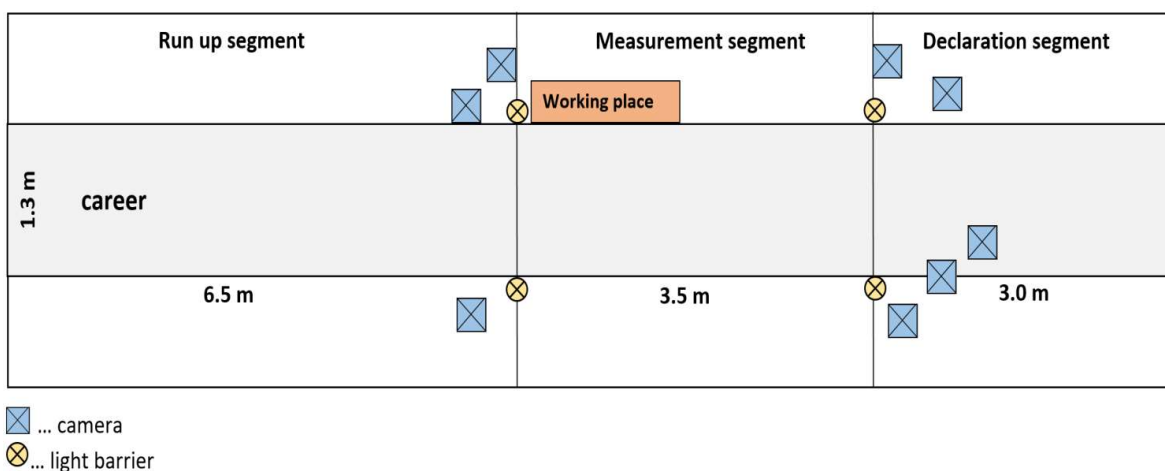 Run up segment
Measurement segment
Declaration segment
Working place
1.3 m
career
6.5 m
3.5 m
3.0 m
... camera
... light barrier